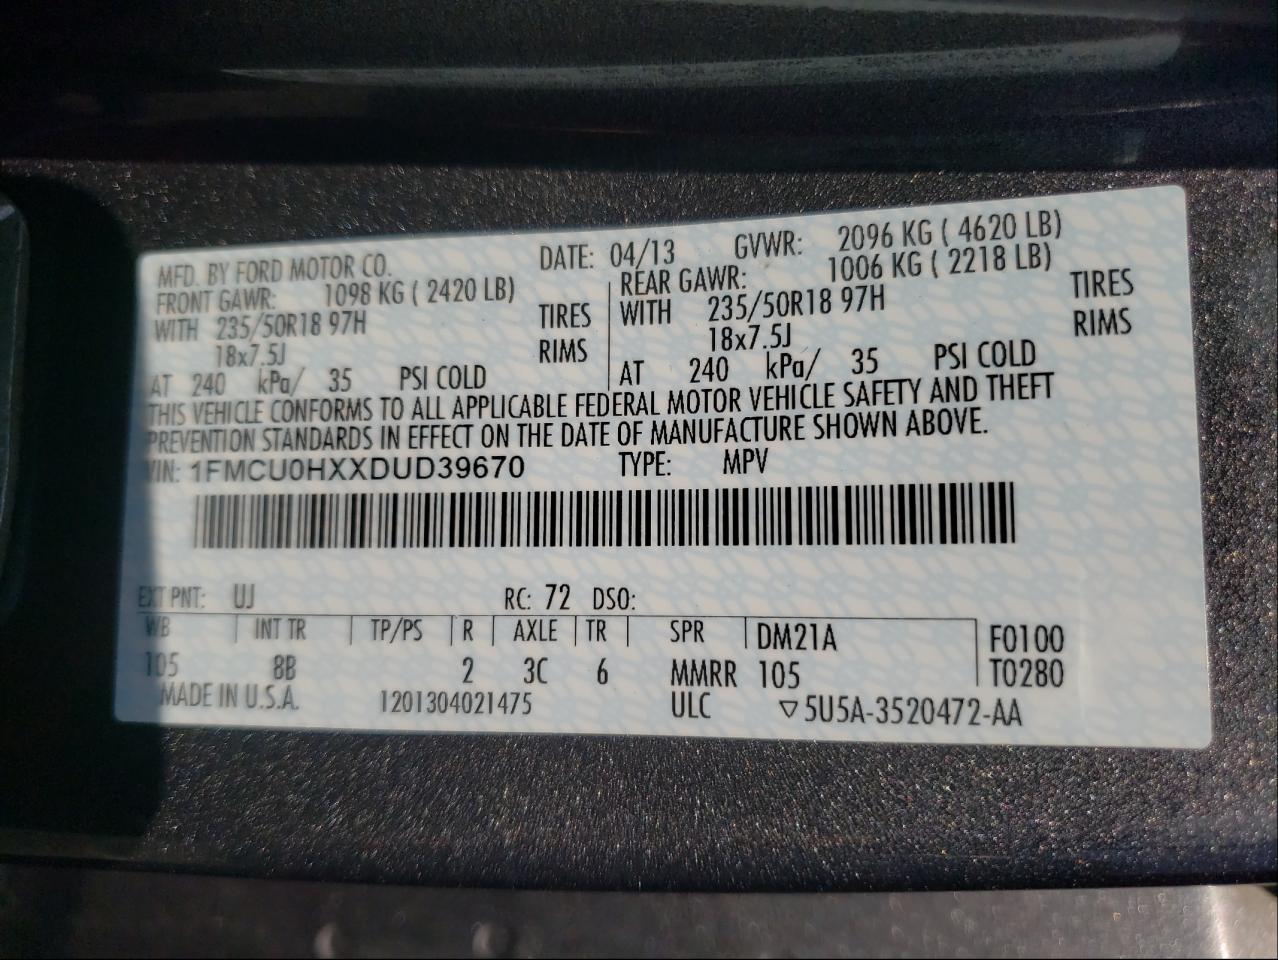 MFD. BY FORD MOTOR CO. DATE: 04/13 GVWR: 2096 KG ( 4620 LB)
FRONT GAWR: 1098 KG ( 2420 LB) REAR GAWR: 1006 KG ( 2218 LB)
WITH 235/50R18 97H TIRES WITH 235/50R18 97H TIRES
18x7.5J RIMS 18x7.5J RIMS
AT 240 kPa/ 35 PSI COLD AT 240 kPa/ 35 PSI COLD
THIS VEHICLE CONFORMS TO ALL APPLICABLE FEDERAL MOTOR VEHICLE SAFETY AND THEFT
PREVENTION STANDARDS IN EFFECT ON THE DATE OF MANUFACTURE SHOWN ABOVE.
VIN: 1FMCU0HXXDUD39670 TYPE: MPV
EXT PNT: UJ RC: 72 DSO:
WB INT TR TP/PS R AXLE TR SPR DM21A F0100
105 8B 2 3C 6 MMRR 105 T0280
MADE IN U.S.A. 1201304021475 ULC ▽5U5A-3520472-AA